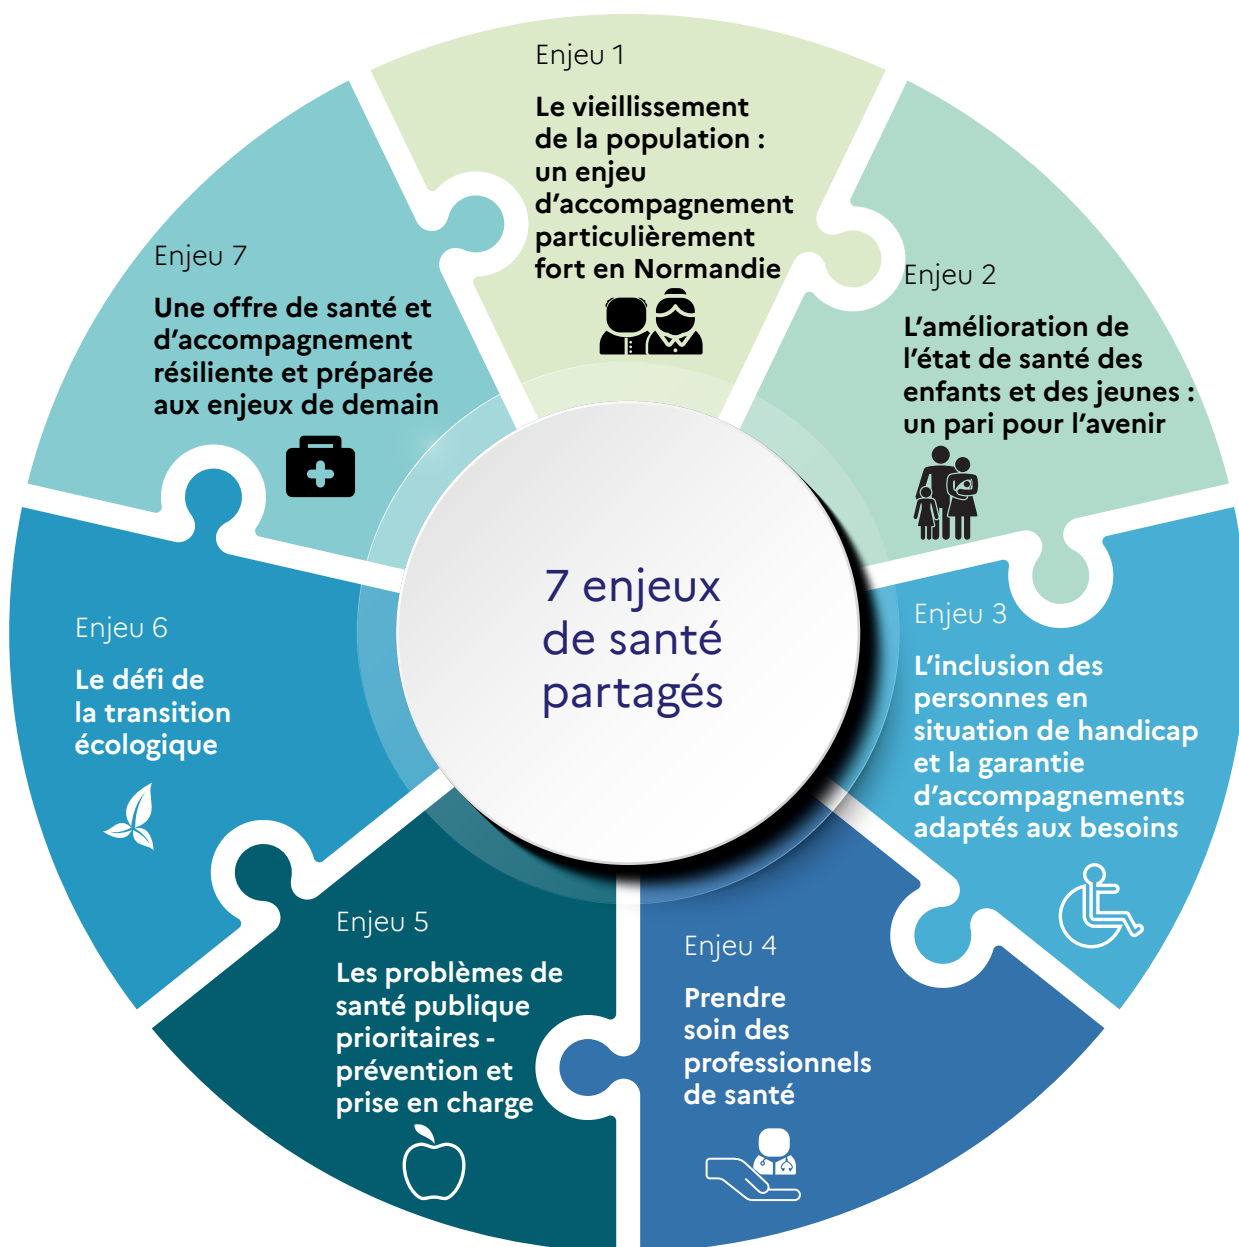 Enjeu 1
Le vieillissement
de la population :
un enjeu
d’accompagnement
particulièrement
fort en Normandie
Enjeu 2
L’amélioration de
l’état de santé des
enfants et des jeunes :
un pari pour l’avenir
Enjeu 3
L’inclusion des
personnes en
situation de handicap
et la garantie
d’accompagnements
adaptés aux besoins
Enjeu 4
Prendre
soin des
professionnels
de santé
Enjeu 5
Les problèmes de
santé publique
prioritaires -
prévention et
prise en charge
Enjeu 6
Le défi de
la transition
écologique
Enjeu 7
Une offre de santé et
d’accompagnement
résiliente et préparée
aux enjeux de demain
7 enjeux
de santé
partagés